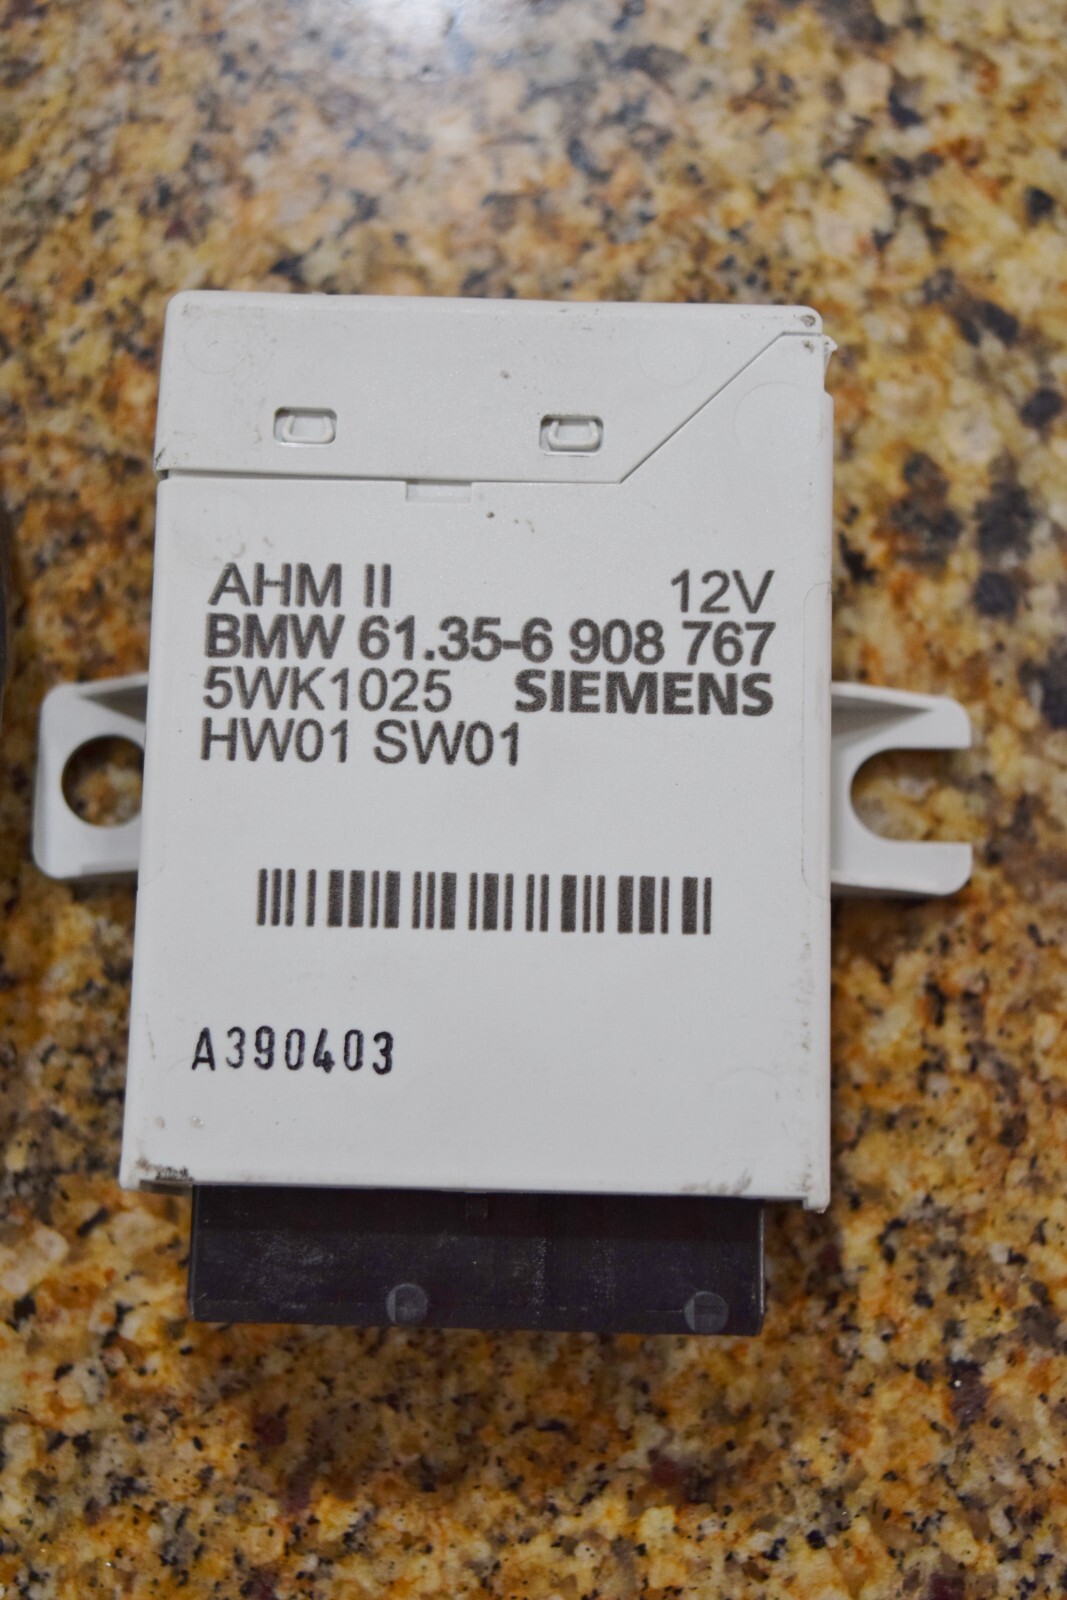 AHM II 12V
BMW 61.35-6 908 767
5WK1025 SIEMENS
HW01 SW01
A390403